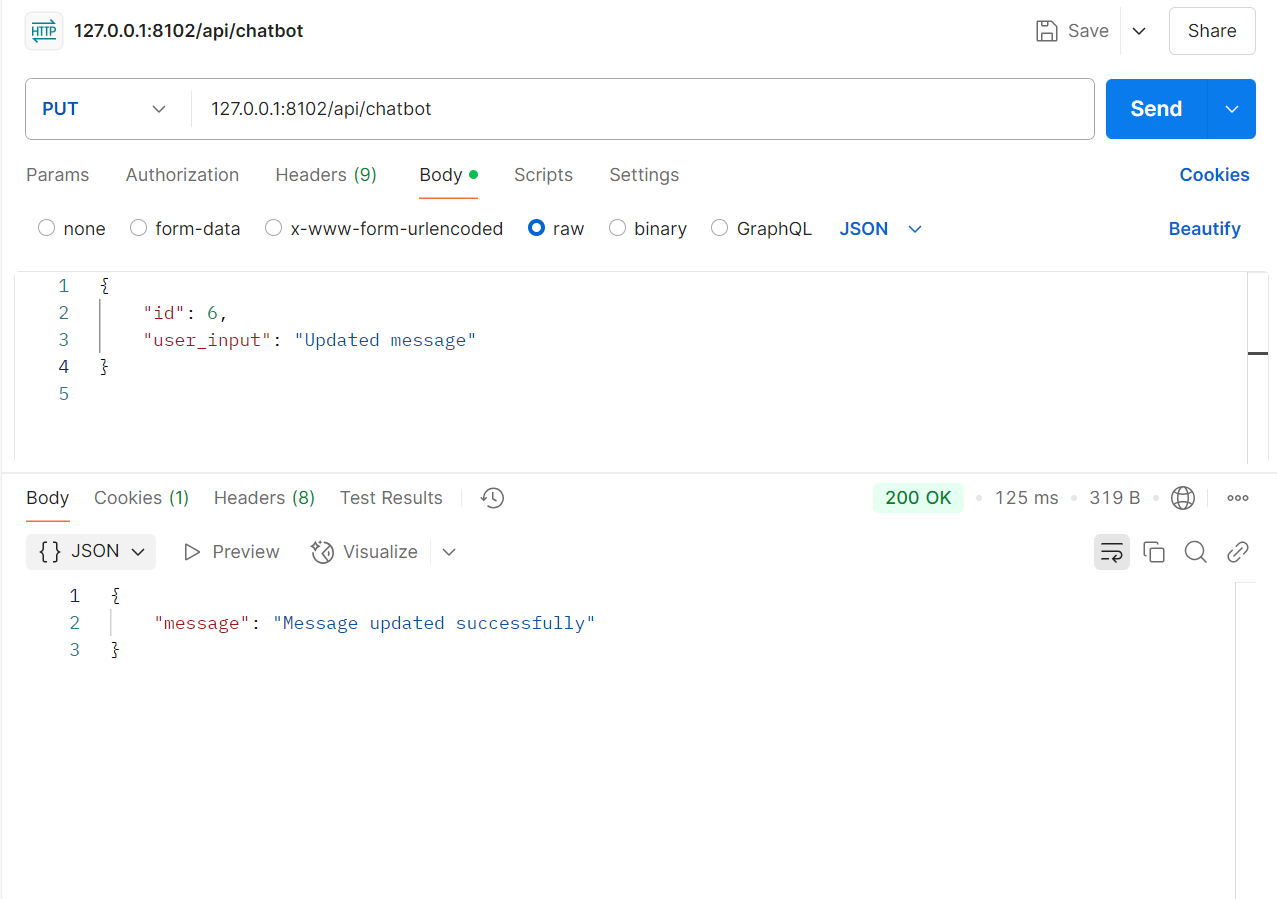 HTTP 127.0.0.1:8102/api/chatbot Save Share
PUT 127.0.0.1:8102/api/chatbot Send
Params Authorization Headers (9) Body Scripts Settings Cookies
none form-data x-www-form-urlencoded raw binary GraphQL JSON Beautify
1 {
2 "id": 6,
3 "user_input": "Updated message"
4 }
5
Body Cookies (1) Headers (8) Test Results 200 OK 125 ms 319 B
{} JSON Preview Visualize
1 {
2 "message": "Message updated successfully"
3 }